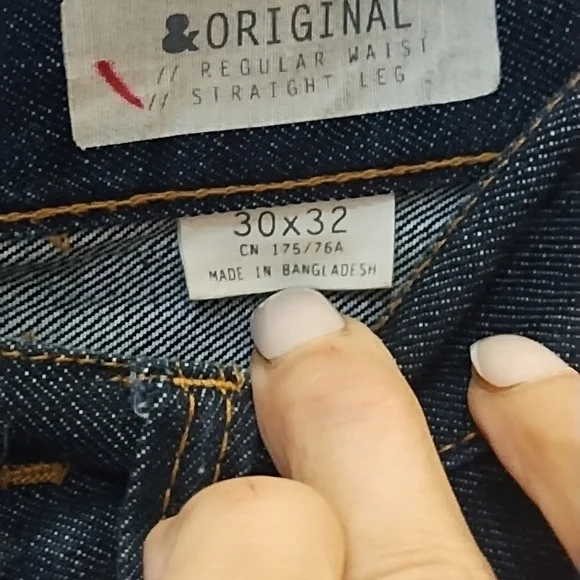 &ORIGINAL
// REGULAR WAIST
// STRAIGHT LEG
30x32
CN 175/76A
MADE IN BANGLADESH